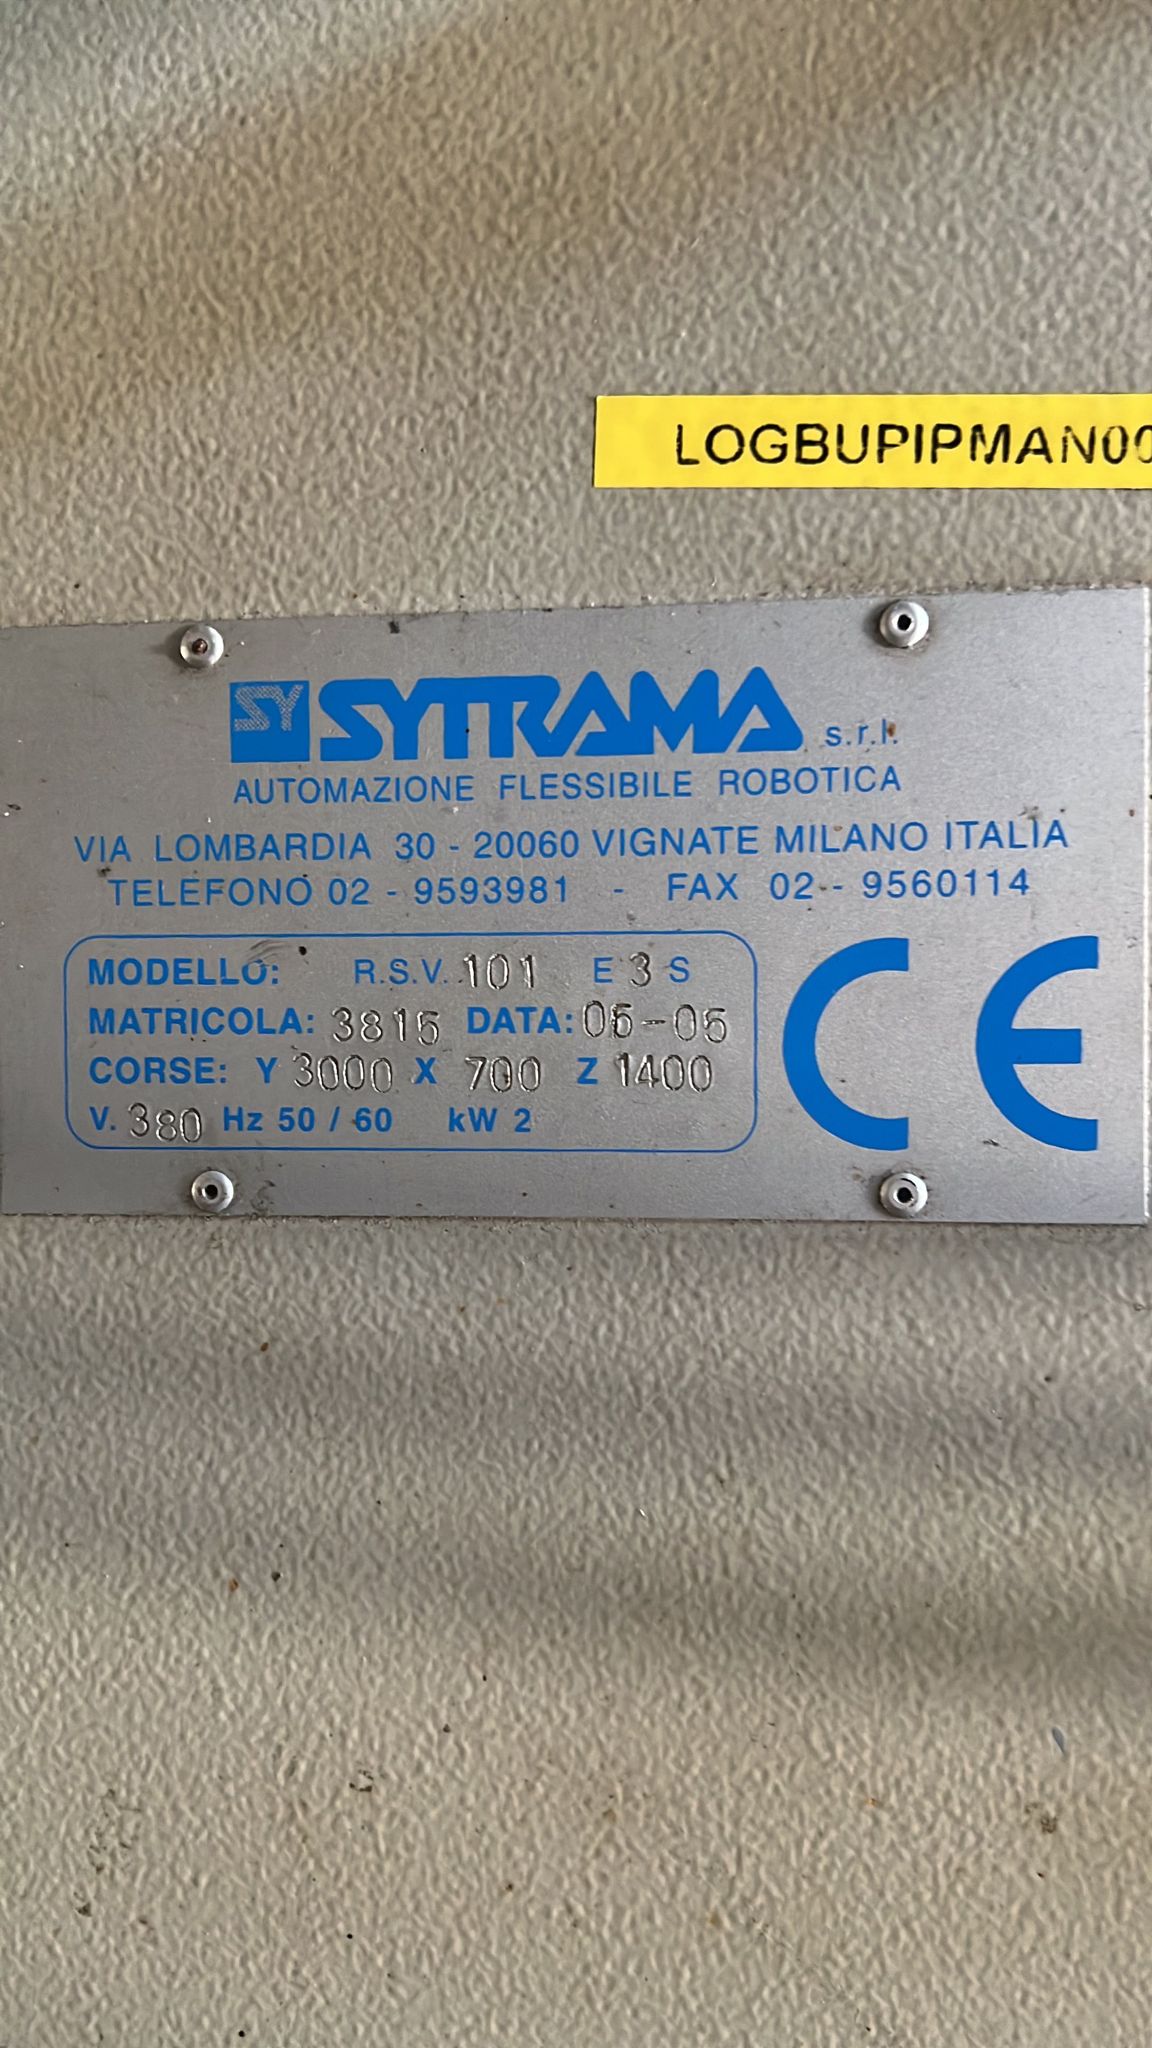 LOGBUPIPMAN00
SY SYTRAMA s.r.l.
AUTOMAZIONE FLESSIBILE ROBOTICA
VIA LOMBARDIA 30 - 20060 VIGNATE MILANO ITALIA
TELEFONO 02 - 9593981 - FAX 02 - 9560114
MODELLO: R.S.V. 101 E 3 S
MATRICOLA: 3815 DATA: 05-05
CORSE: Y 3000 X 700 Z 1400
V. 380 Hz 50 / 60 kW 2
CE